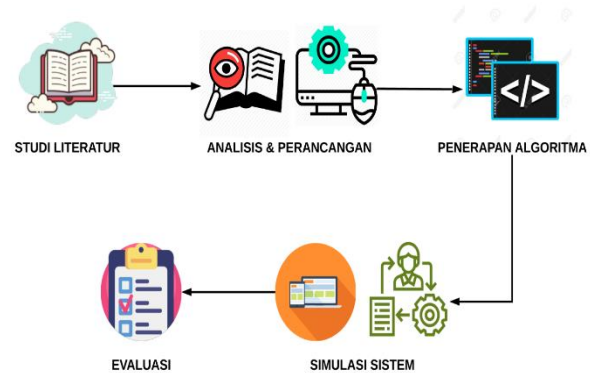 STUDI LITERATUR
ANALISIS & PERANCANGAN
</>
PENERAPAN ALGORITMA
SIMULASI SISTEM
EVALUASI